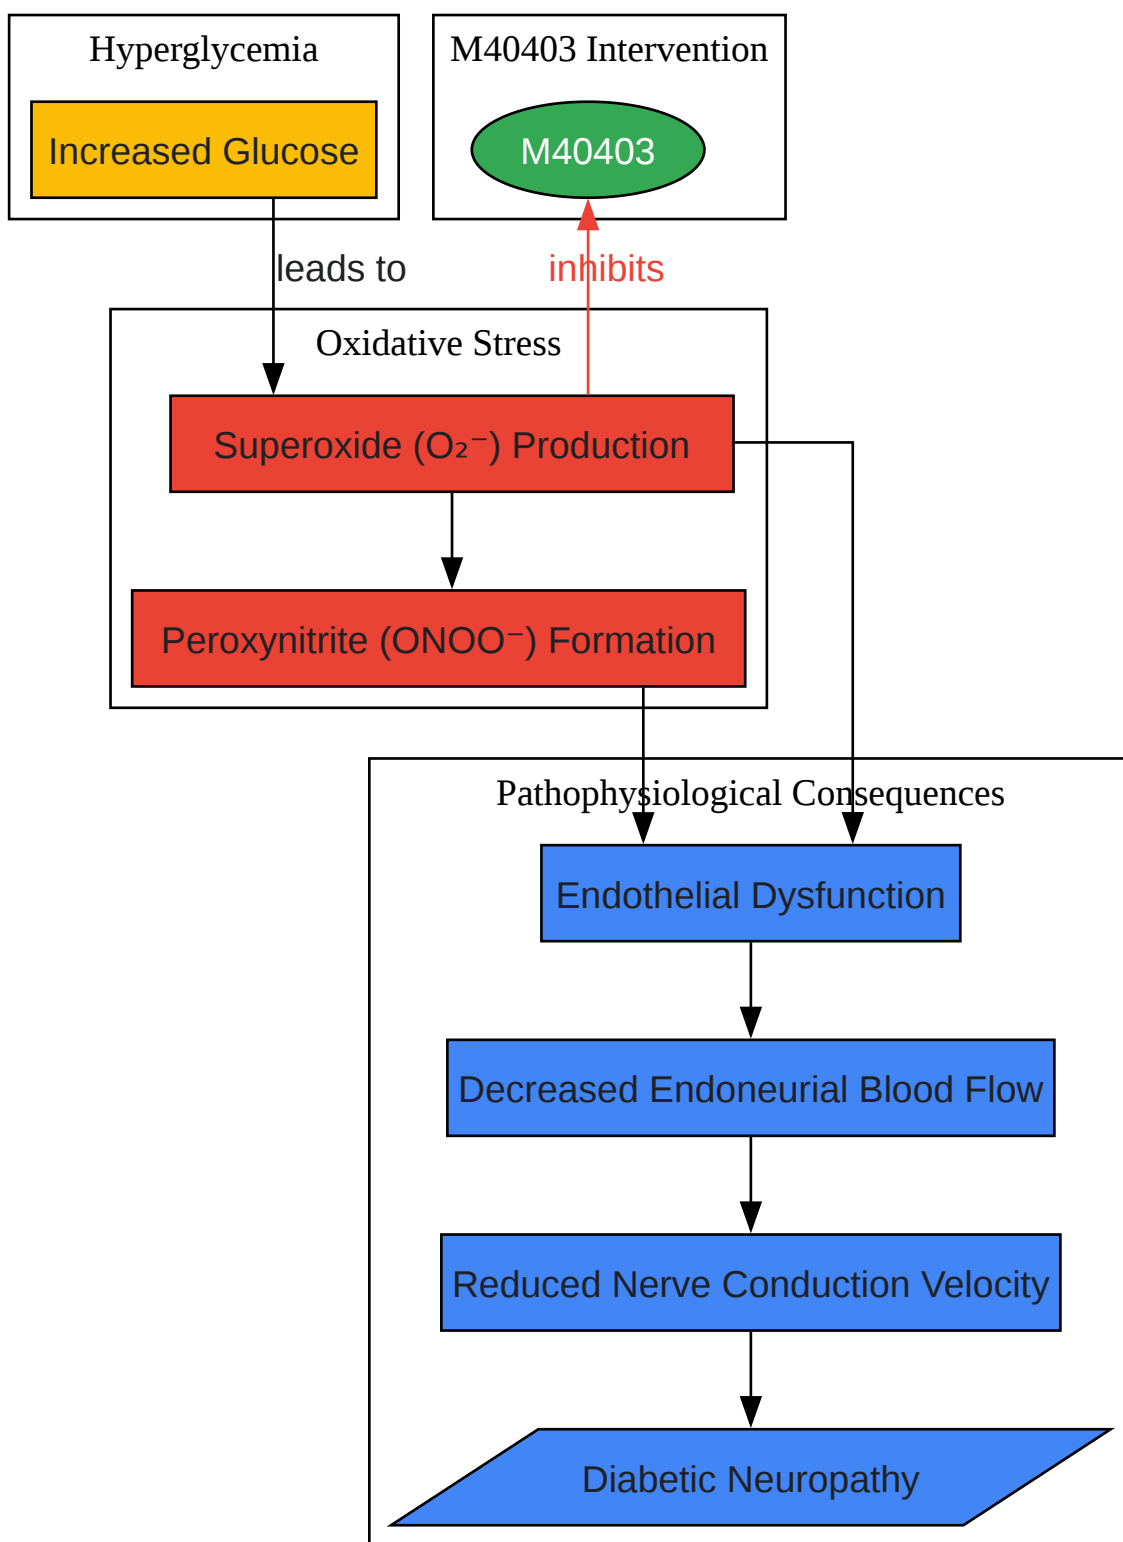 Hyperglycemia
M40403 Intervention
Increased Glucose
M40403
leads to
inhibits
Oxidative Stress
Superoxide (O₂⁻) Production
Peroxynitrite (ONOO⁻) Formation
Pathophysiological Consequences
Endothelial Dysfunction
Decreased Endoneurial Blood Flow
Reduced Nerve Conduction Velocity
Diabetic Neuropathy